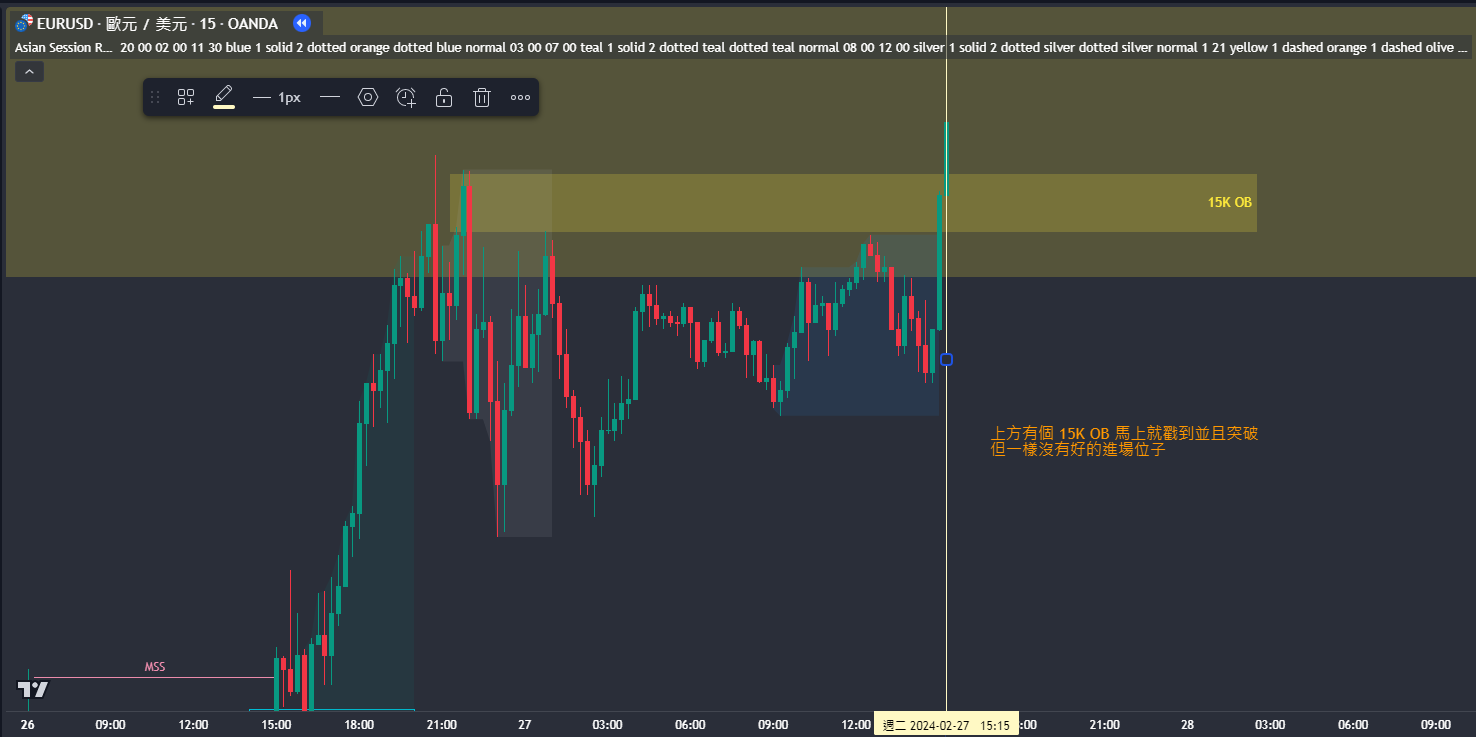 EURUSD · 歐元 / 美元 · 15 · OANDA
Asian Session R... 20 00 02 00 11 30 blue 1 solid 2 dotted orange dotted blue normal 03 00 07 00 teal 1 solid 2 dotted teal dotted teal normal 08 00 12 00 silver 1 solid 2 dotted silver dotted silver normal 1 21 yellow 1 dashed orange 1 dashed olive ...
1px
15K OB
上方有個 15K OB 馬上就戳到並且突破
但一樣沒有好的進場位子
MSS
26 09:00 12:00 15:00 18:00 21:00 27 03:00 06:00 09:00 12:00 週二 2024-02-27 15:15 :00 21:00 28 03:00 06:00 09:00